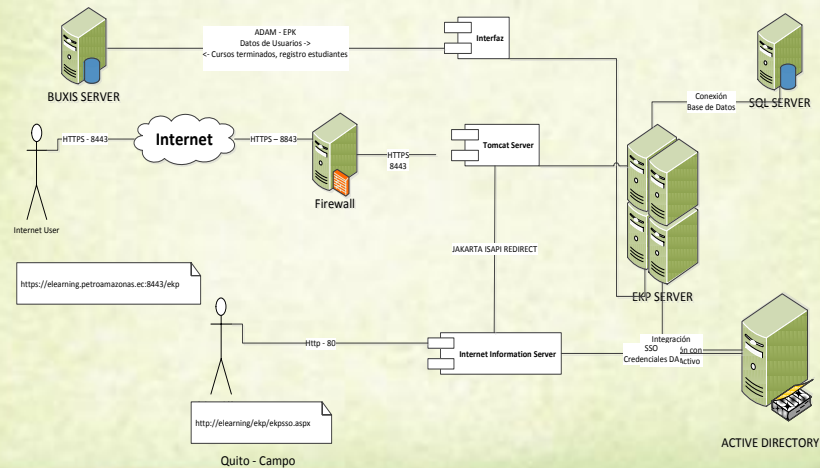 ADAM - EPK
Datos de Usuarios ->
<- Cursos terminados, registro estudiantes
Interfaz
BUXIS SERVER
Conexión
Base de Datos
SQL SERVER
HTTPS - 8443
Internet
HTTPS – 8843
Firewall
HTTPS
8443
Tomcat Server
Internet User
JAKARTA ISAPI REDIRECT
EKP SERVER
https://elearning.petroamazonas.ec:8443/ekp
Http - 80
Internet Information Server
Integración
SSO
ón con
Credenciales DA
Activo
http://elearning/ekp/ekpsso.aspx
ACTIVE DIRECTORY
Quito - Campo